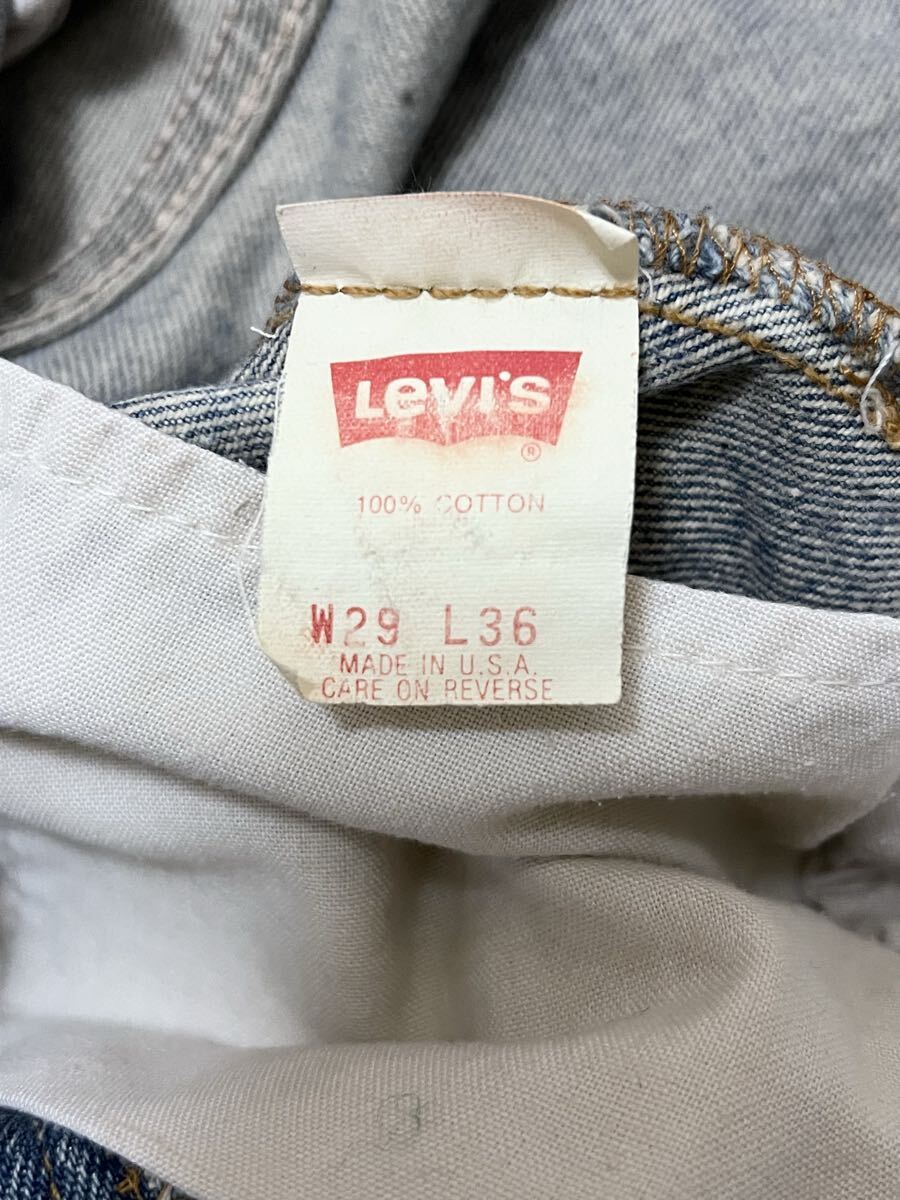 Levi's
®
100% COTTON
W29 L36
MADE IN U.S.A.
CARE ON REVERSE